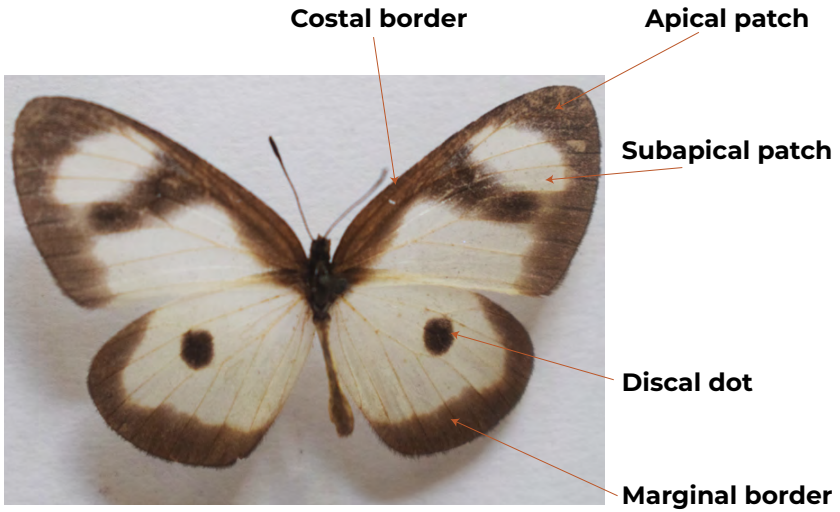 Costal border
Apical patch
Subapical patch
Discal dot
Marginal border